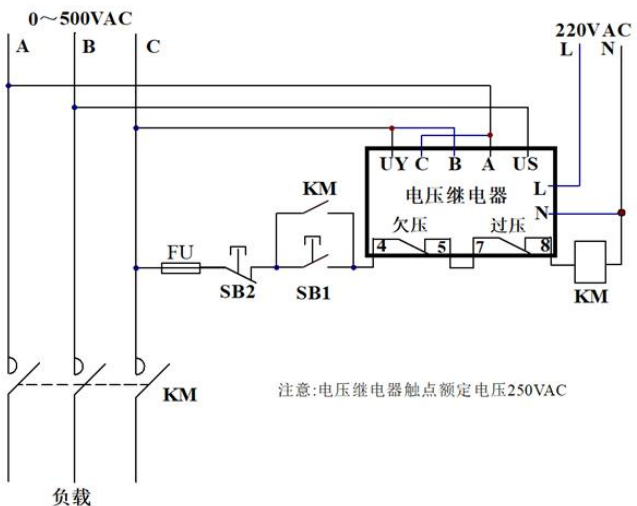 0～500VAC
220VAC
A B C
L N
UY C B A US
电压继电器
L
N
欠压 过压
4 5 7 8
KM
FU
SB2 SB1
KM
KM
注意:电压继电器触点额定电压250VAC
负载